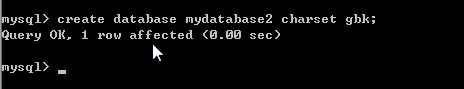 mysql> create database mydatabase2 charset gbk;
Query OK, 1 row affected (0.00 sec)
mysql> _